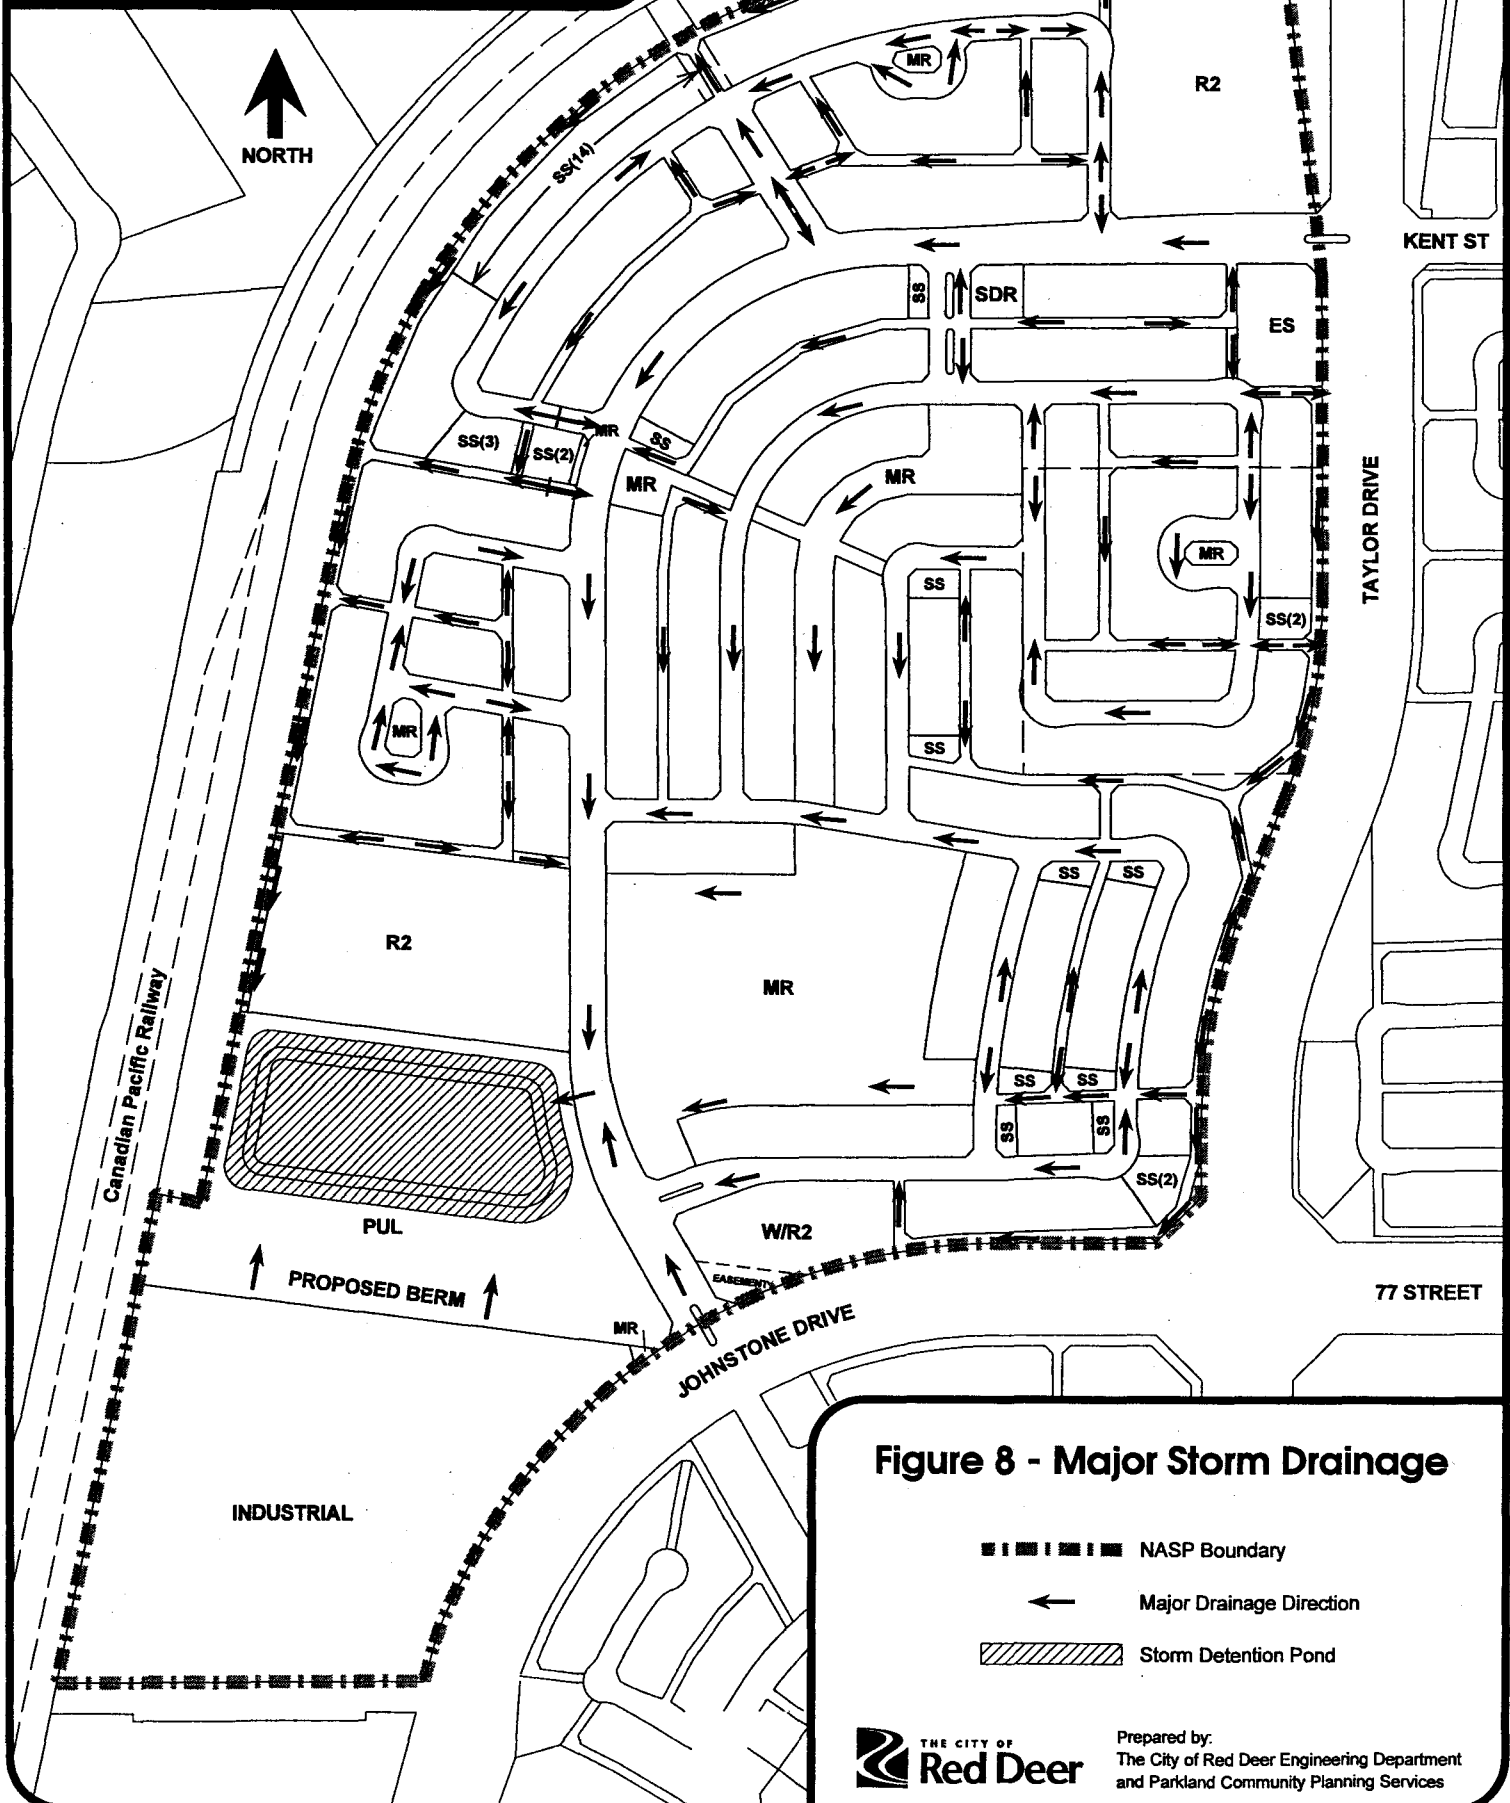 MR
R2
NORTH
SS(14)
KENT ST
SS
SDR
ES
MR
SS(3)
SS(2)
SS
MR
MR
TAYLOR DRIVE
MR
SS
SS(2)
MR
SS
SS
SS
R2
MR
Canadian Pacific Railway
SS
SS
SS
SS
SS(2)
PUL
W/R2
EASEMENT
PROPOSED BERM
77 STREET
MR
JOHNSTONE DRIVE
INDUSTRIAL
Figure 8 - Major Storm Drainage
NASP Boundary
Major Drainage Direction
Storm Detention Pond
THE CITY OF
Red Deer
Prepared by:
The City of Red Deer Engineering Department
and Parkland Community Planning Services